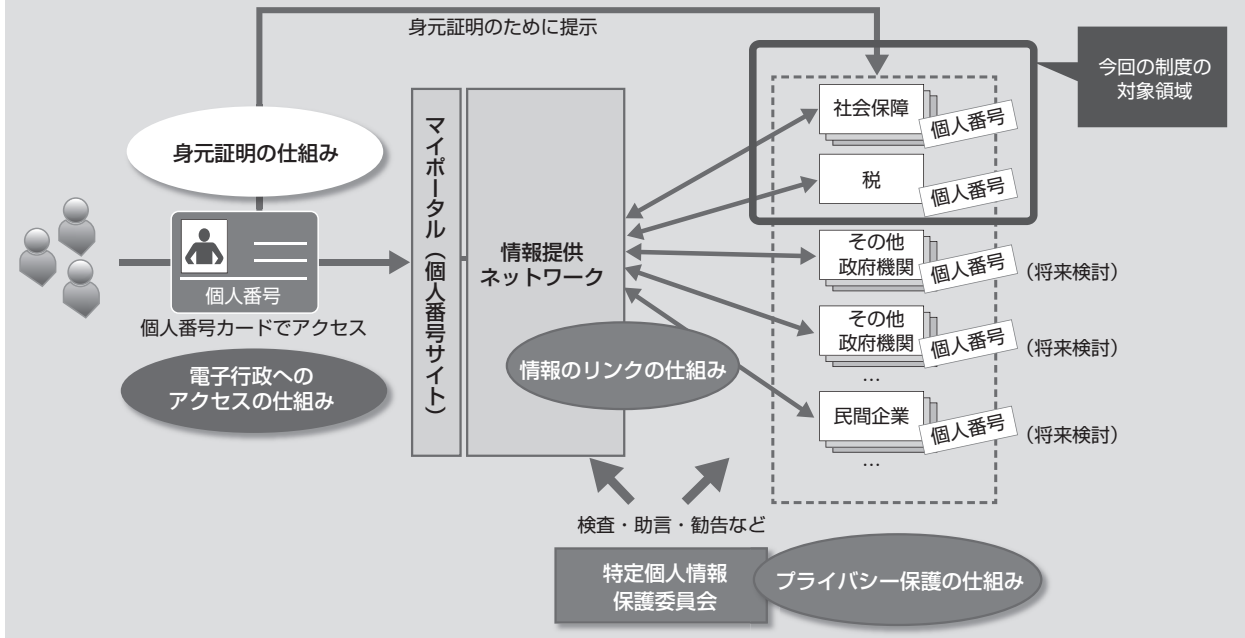 身元証明のために提示
今回の制度の
対象領域
身元証明の仕組み
個人番号
個人番号カードでアクセス
電子行政への
アクセスの仕組み
マイポータル（個人番号サイト）
情報提供
ネットワーク
情報のリンクの仕組み
社会保障
個人番号
税
個人番号
その他
政府機関
個人番号
（将来検討）
その他
政府機関
個人番号
（将来検討）
…
民間企業
個人番号
（将来検討）
…
検査・助言・勧告など
特定個人情報
保護委員会
プライバシー保護の仕組み